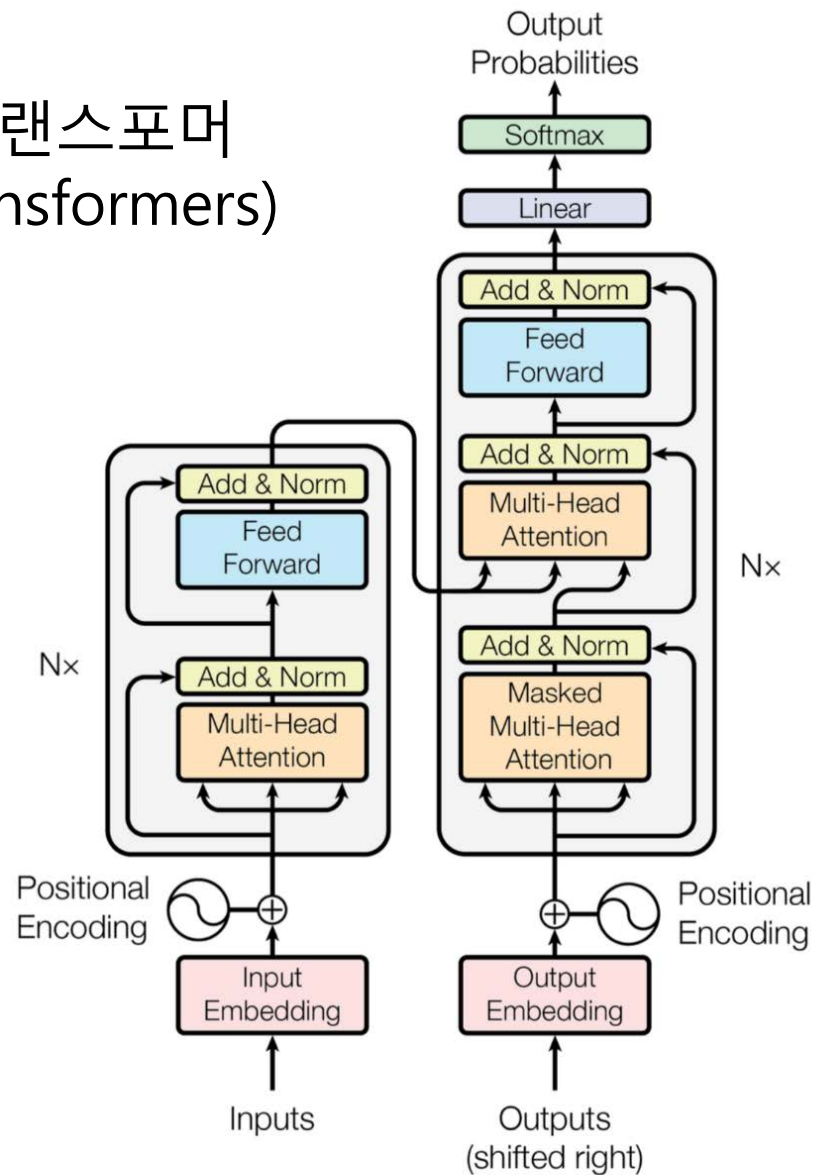 랜스포머
nsformers)
Output
Probabilities
Softmax
Linear
Add & Norm
Feed
Forward
Add & Norm
Multi-Head
Attention
Nx
Add & Norm
Masked
Multi-Head
Attention
Add & Norm
Feed
Forward
Nx
Add & Norm
Multi-Head
Attention
Positional
Encoding
Positional
Encoding
Input
Embedding
Output
Embedding
Inputs
Outputs
(shifted right)